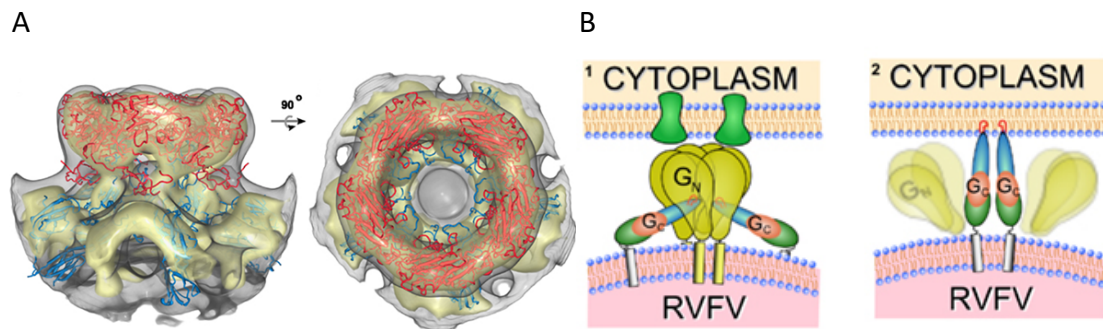 A
B
90°
1 CYTOPLASM
GN
GC
GC
RVFV
2 CYTOPLASM
GN
GC
GC
RVFV